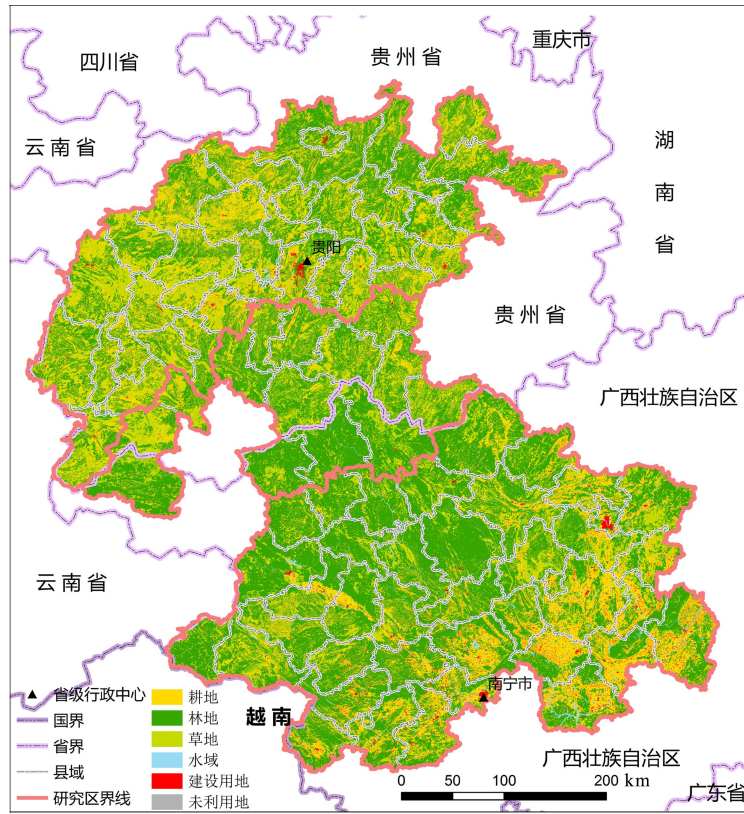 重庆市
贵州省
四川省
云南省
湖
南
省
贵阳
贵州省
广西壮族自治区
云南省
越南
南宁市
广西壮族自治区
广东省
省级行政中心
国界
省界
县域
研究区界线
耕地
林地
草地
水域
建设用地
未利用地
0 50 100 200 km